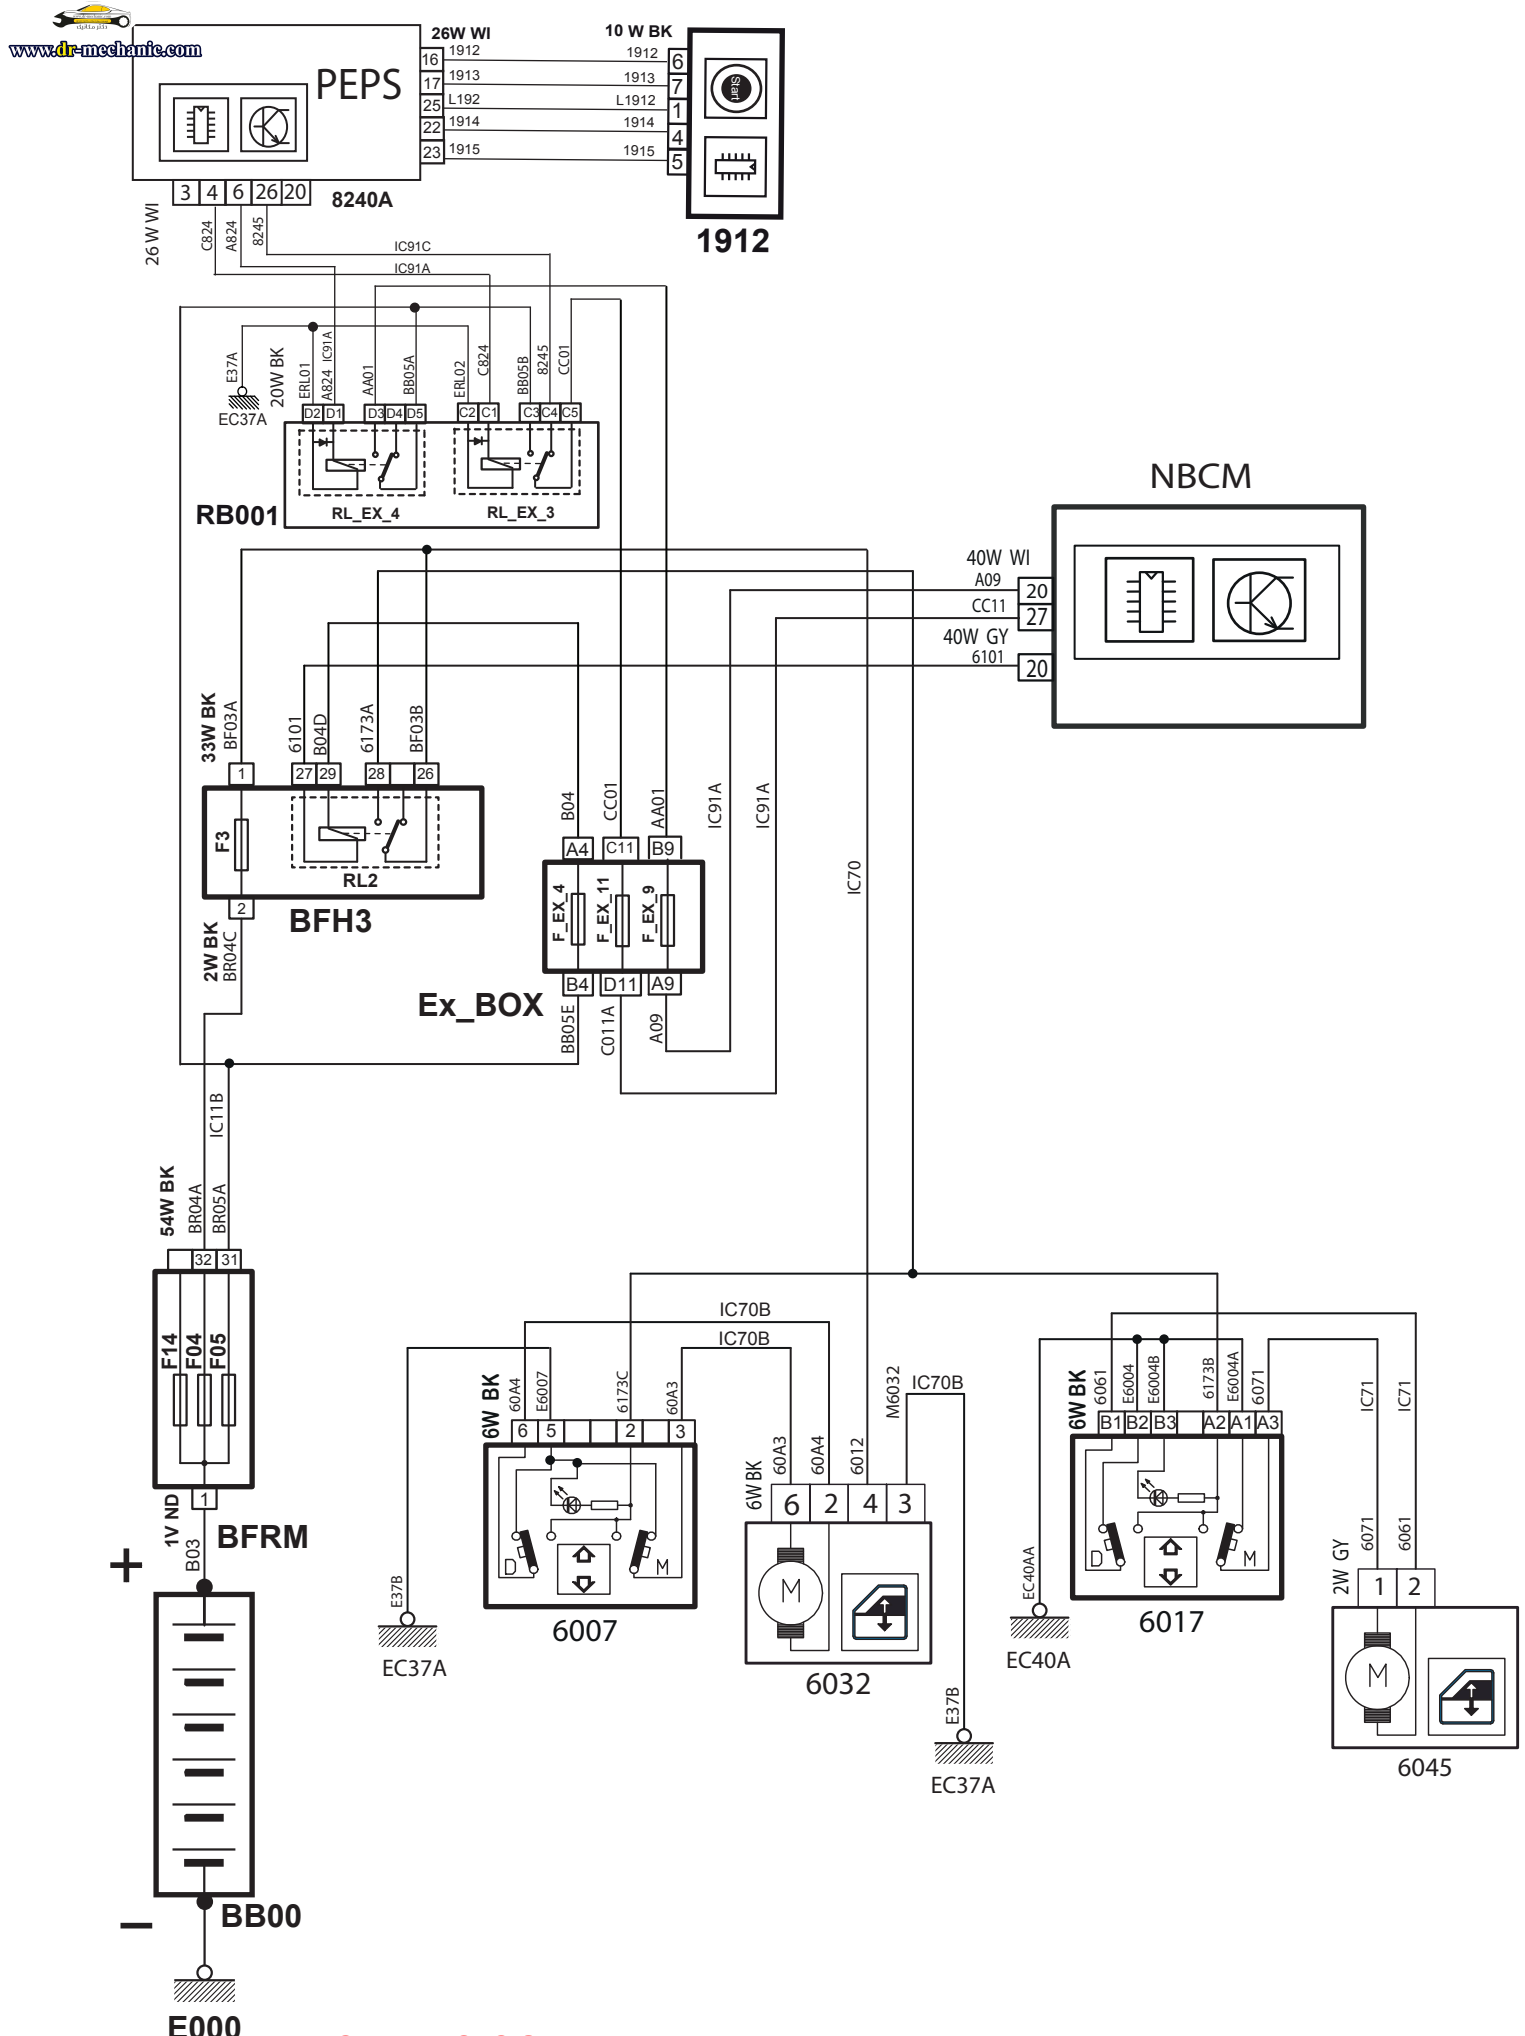 www.dr-mechanic.com
PEPS
26W WI
16 1912
17 1913
25 L192
22 1914
23 1915
10 W BK
1912 6
1913 7
L1912 1
1914 4
1915 5
Start
1912
3 4 6 26 20
8240A
26 W WI
C824
A824
8245
IC91C
IC91A
E37A
EC37A
20W BK
ERL01
A824 IC91A
AA01
BB05A
ERL02
C824
BB05B
8245
CC01
D2 D1 D3 D4 D5 C2 C1 C3 C4 C5
RL_EX_4
RL_EX_3
RB001
NBCM
40W WI
A09 20
CC11 27
40W GY
6101 20
33W BK
BF03A
6101
B04D
6173A
BF03B
1 27 29 28 26
F3
RL2
2
BFH3
2W BK
BR04C
B04
CC01
AA01
A4 C11 B9
F_EX_4
F_EX_11
F_EX_9
B4 D11 A9
Ex_BOX
BB05E
C011A
A09
IC91A
IC91A
IC70
IC11B
54W BK
BR04A
BR05A
32 31
F14
F04
F05
1
1V ND
BFRM
B03
+
BB00
–
E000
IC70B
IC70B
6W BK
60A4
E6007
6173C
60A3
6 5 2 3
D
M
6007
E37B
EC37A
6W BK
60A3
60A4
6012
M6032
IC70B
6 2 4 3
M
6032
E37B
EC37A
6W BK
6061
E6004
E6004B
6173B
E6004A
6071
B1 B2 B3 A2 A1 A3
D
M
6017
EC40AA
EC40A
IC71
IC71
2W GY
6071
6061
1 2
M
6045